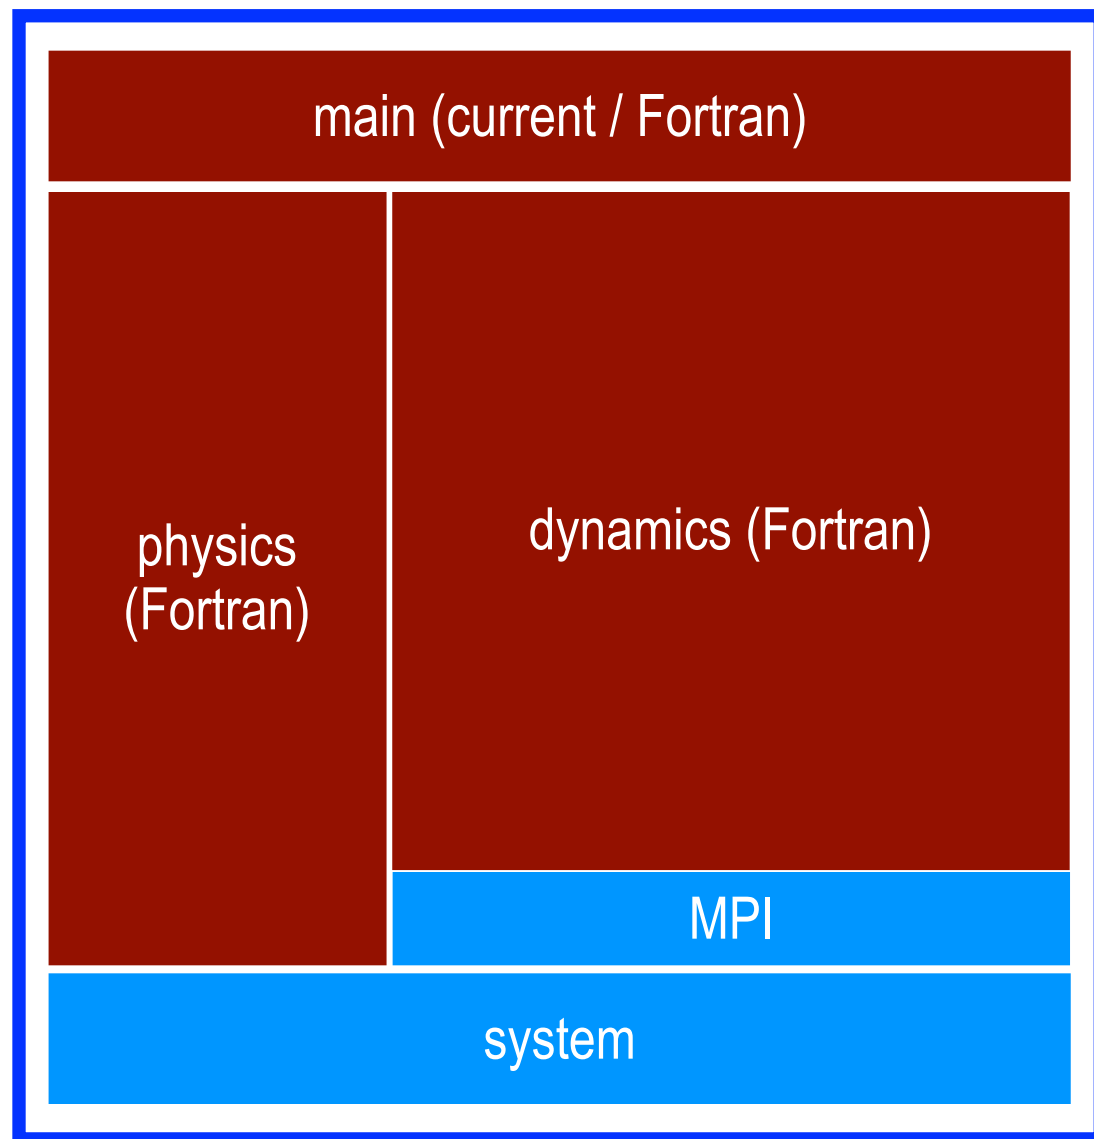 main (current / Fortran)
physics
(Fortran)
dynamics (Fortran)
MPI
system